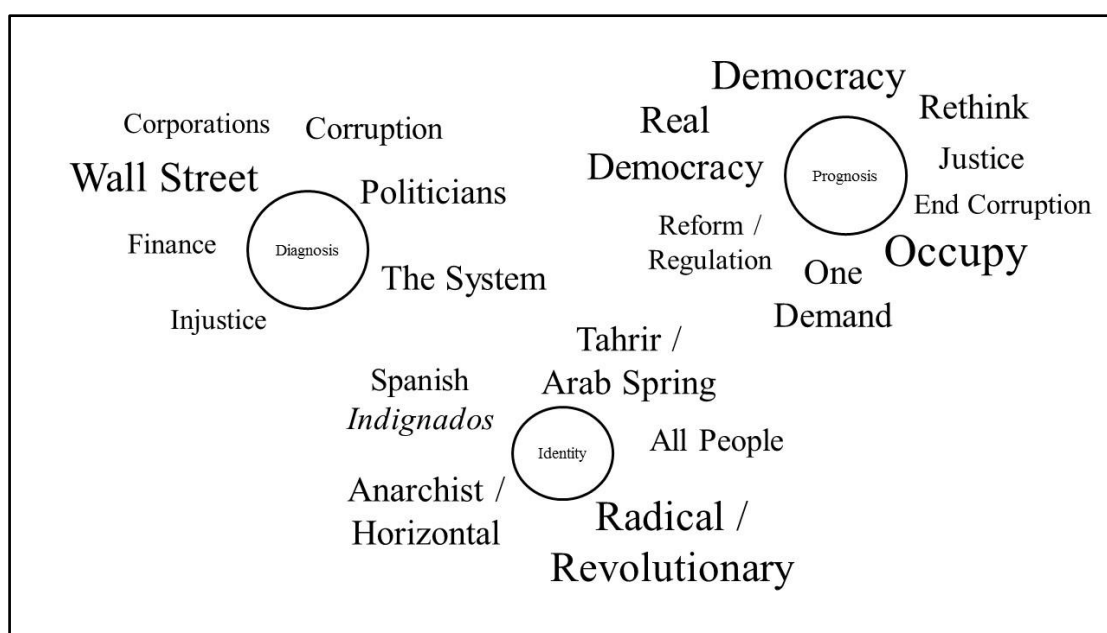 Corporations
Corruption
Wall Street
Politicians
Finance
Diagnosis
The System
Injustice
Democracy
Real
Democracy
Rethink
Prognosis
Justice
End Corruption
Reform /
Regulation
Occupy
One
Demand
Tahrir /
Arab Spring
Spanish
Indignados
Identity
All People
Anarchist /
Horizontal
Radical /
Revolutionary